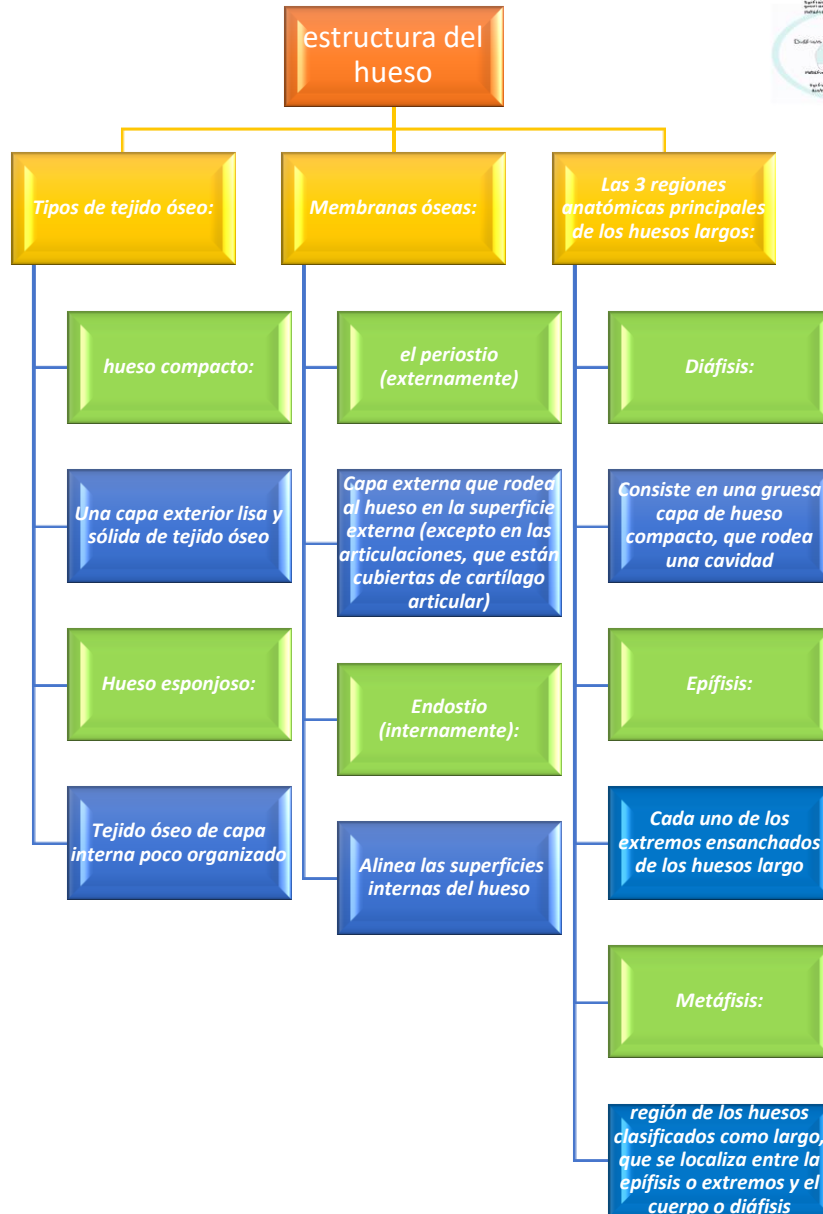 estructura del
hueso
Tipos de tejido óseo:
hueso compacto:
Una capa exterior lisa y
sólida de tejido óseo
Hueso esponjoso:
Tejido óseo de capa
interna poco organizado
Membranas óseas:
el periostio
(externamente)
Capa externa que rodea
al hueso en la superficie
externa (excepto en las
articulaciones, que están
cubiertas de cartílago
articular)
Endostio
(internamente):
Alinea las superficies
internas del hueso
Las 3 regiones
anatómicas principales
de los huesos largos:
Diáfisis:
Consiste en una gruesa
capa de hueso
compacto, que rodea
una cavidad
Epífisis:
Cada uno de los
extremos ensanchados
de los huesos largo
Metáfisis:
región de los huesos
clasificados como largo,
que se localiza entre la
epífisis o extremos y el
cuerpo o diáfisis